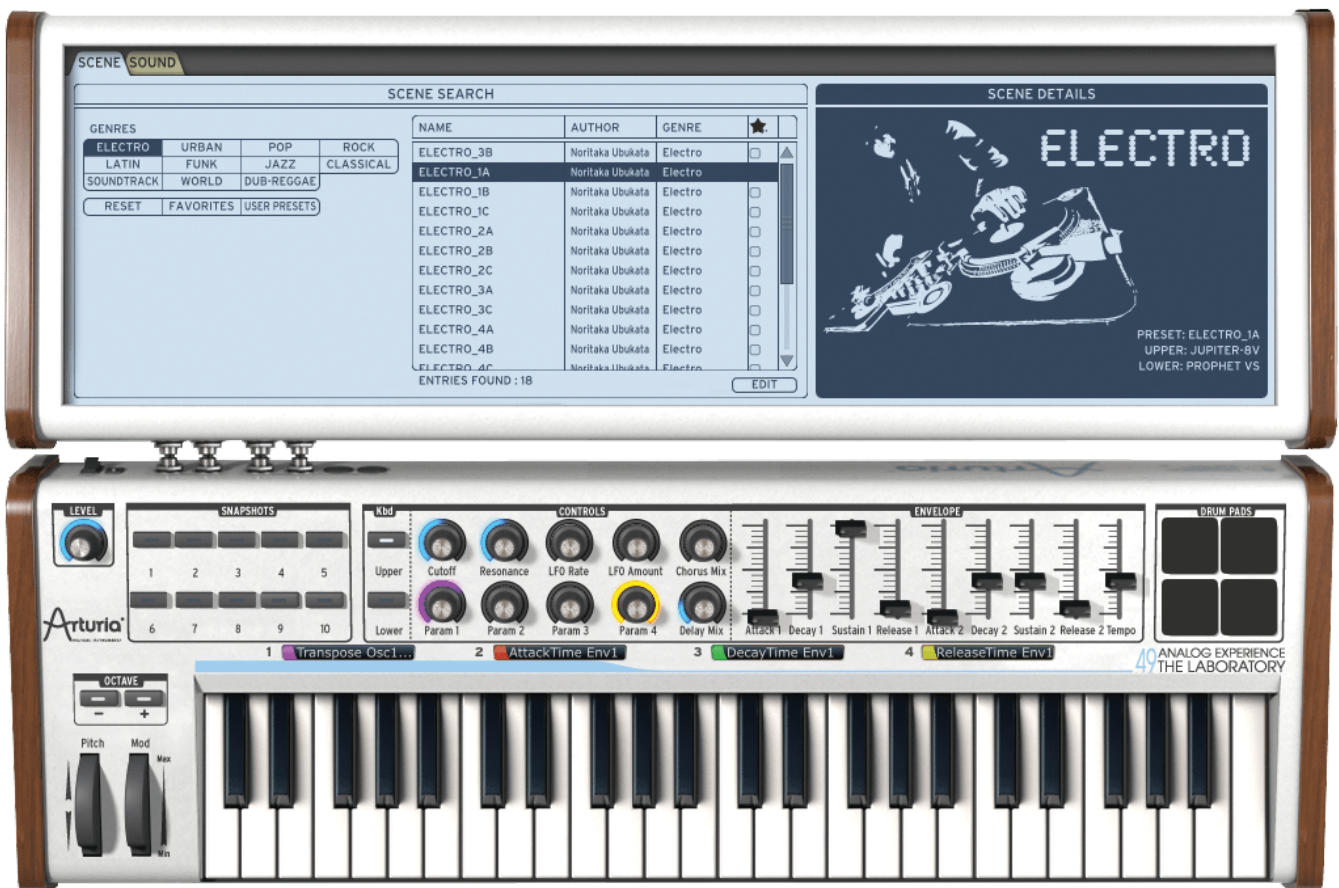 SCENE SOUND
SCENE SEARCH
GENRES
ELECTRO URBAN POP ROCK
LATIN FUNK JAZZ CLASSICAL
SOUNDTRACK WORLD DUB-REGGAE
RESET FAVORITES USER PRESETS
NAME AUTHOR GENRE
ELECTRO_3B Noritaka Ubukata Electro
ELECTRO_1A Noritaka Ubukata Electro
ELECTRO_1B Noritaka Ubukata Electro
ELECTRO_1C Noritaka Ubukata Electro
ELECTRO_2A Noritaka Ubukata Electro
ELECTRO_2B Noritaka Ubukata Electro
ELECTRO_2C Noritaka Ubukata Electro
ELECTRO_3A Noritaka Ubukata Electro
ELECTRO_3C Noritaka Ubukata Electro
ELECTRO_4A Noritaka Ubukata Electro
ELECTRO_4B Noritaka Ubukata Electro
ELECTRO_4C Noritaka Ubukata Electro
ENTRIES FOUND : 18
EDIT
SCENE DETAILS
ELECTRO
PRESET: ELECTRO_1A
UPPER: JUPITER-8V
LOWER: PROPHET VS
Arturia
LEVEL
SNAPSHOTS
1 2 3 4 5
6 7 8 9 10
Kbd
Upper
Lower
CONTROLS
Cutoff Resonance LFO Rate LFO Amount Chorus Mix
Param 1 Param 2 Param 3 Param 4 Delay Mix
ENVELOPE
Attack 1 Decay 1 Sustain 1 Release 1 Attack 2 Decay 2 Sustain 2 Release 2 Tempo
DRUM PADS
Arturia
1 Transpose Osc1... 2 AttackTime Env1 3 DecayTime Env1 4 ReleaseTime Env1
49 ANALOG EXPERIENCE
THE LABORATORY
OCTAVE
- +
Pitch Mod
Max
Min